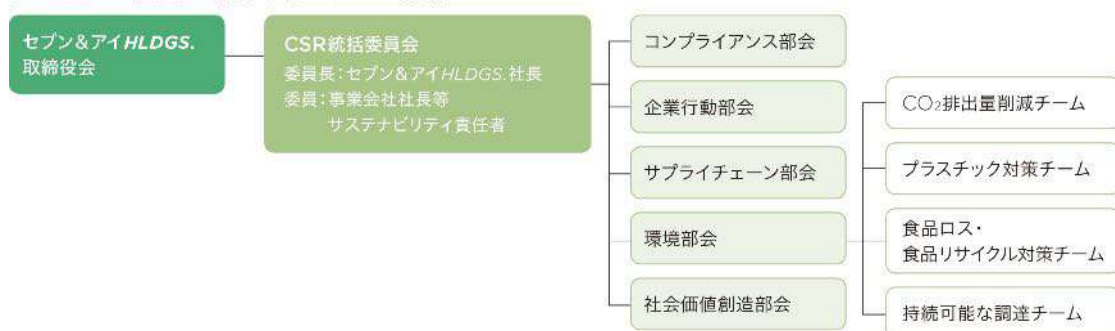 セブン&アイHLDGS.
取締役会
CSR統括委員会
委員長：セブン&アイHLDGS.社長
委員：事業会社社長等
サステナビリティ責任者
コンプライアンス部会
企業行動部会
サプライチェーン部会
環境部会
社会価値創造部会
CO₂排出量削減チーム
プラスチック対策チーム
食品ロス・
食品リサイクル対策チーム
持続可能な調達チーム